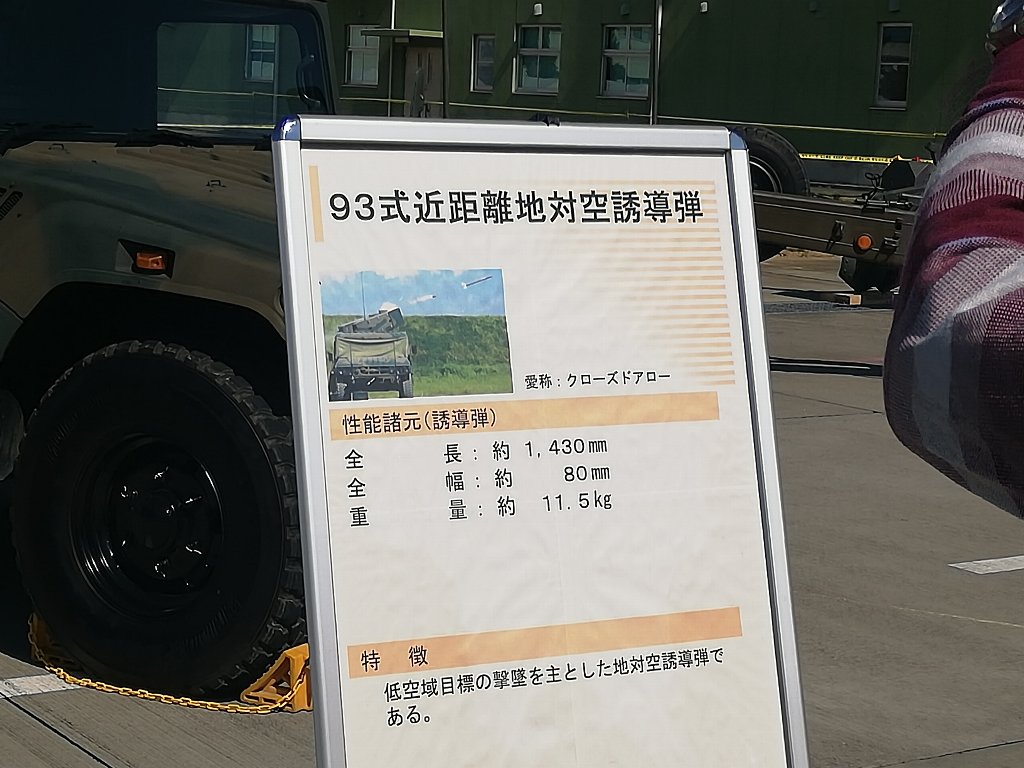 93式近距離地対空誘導弾
愛称：クローズドアロー
性能諸元(誘導弾)
全　　　長：約 1,430㎜
全　　　幅：約 80㎜
重　　　量：約 11.5㎏
特　徴
低空域目標の撃墜を主とした地対空誘導弾で
ある。